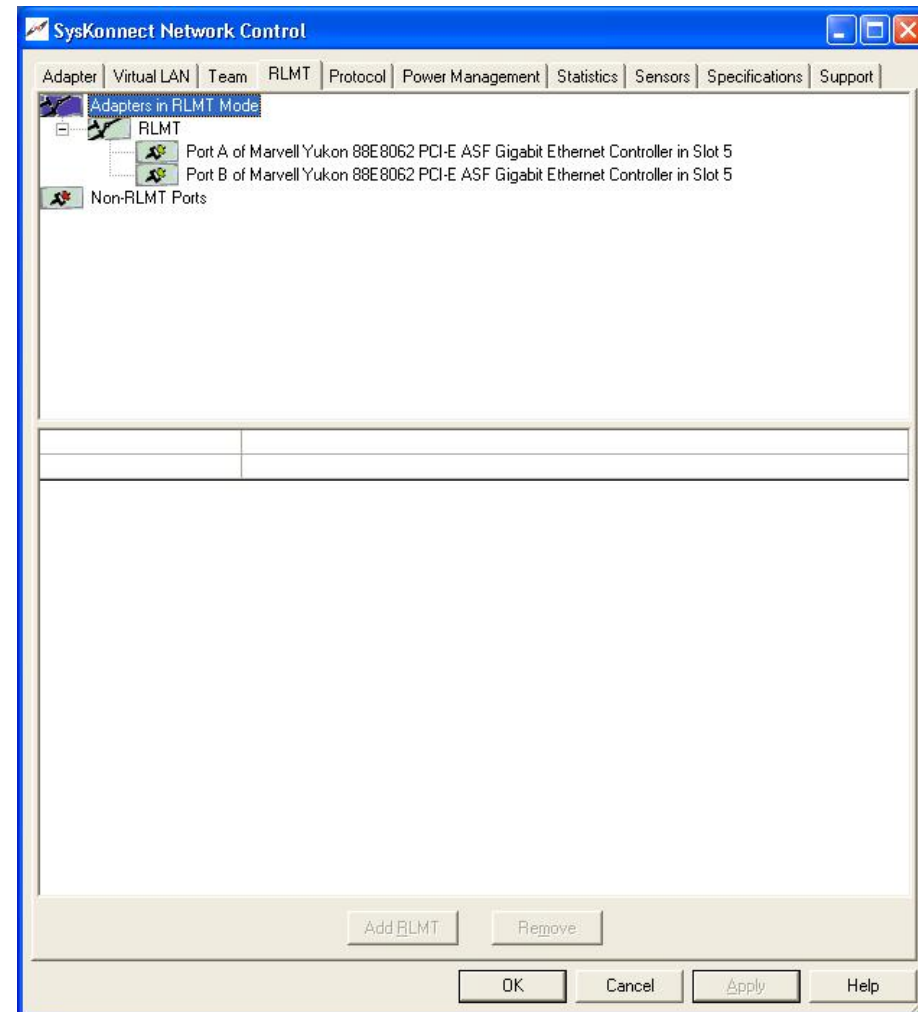 SysKonnect Network Control
Adapter Virtual LAN Team RLMT Protocol Power Management Statistics Sensors Specifications Support
Adapters in RLMT Mode
RLMT
Port A of Marvell Yukon 88E8062 PCI-E ASF Gigabit Ethernet Controller in Slot 5
Port B of Marvell Yukon 88E8062 PCI-E ASF Gigabit Ethernet Controller in Slot 5
Non-RLMT Ports
Add RLMT Remove
OK Cancel Apply Help